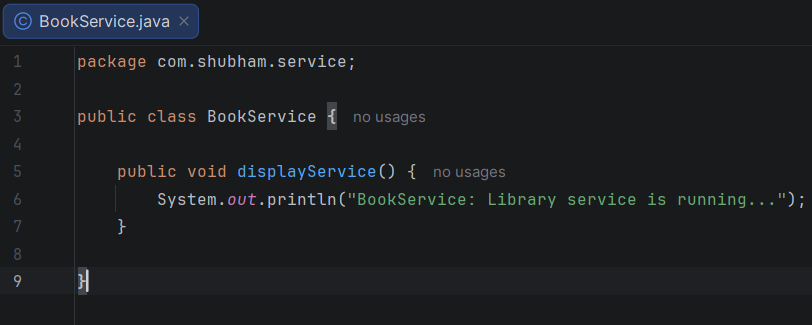 BookService.java
1 package com.shubham.service;
2
3 public class BookService { no usages
4
5     public void displayService() { no usages
6         System.out.println("BookService: Library service is running...");
7     }
8
9 }